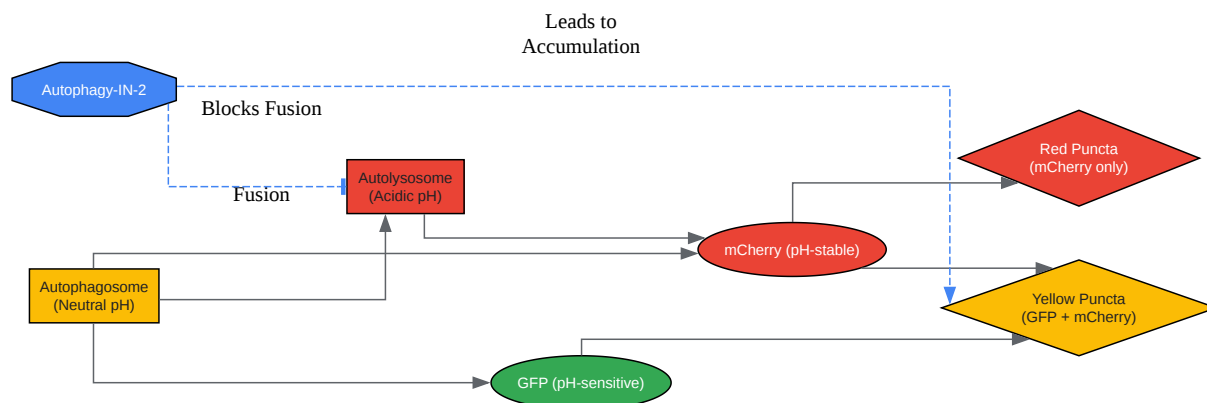 Leads to
Accumulation
Autophagy-IN-2
Blocks Fusion
Red Puncta
(mCherry only)
Autolysosome
(Acidic pH)
Fusion
mCherry (pH-stable)
Autophagosome
(Neutral pH)
Yellow Puncta
(GFP + mCherry)
GFP (pH-sensitive)